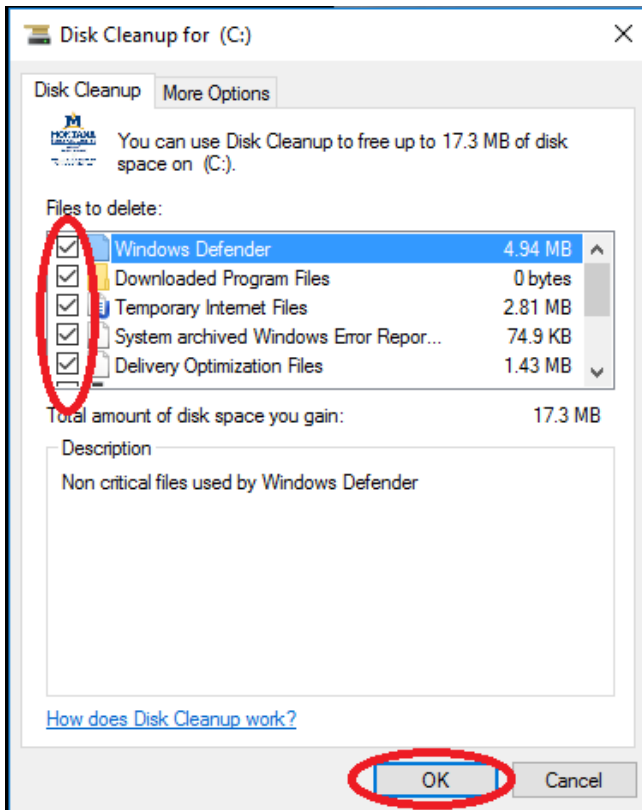 Disk Cleanup for (C:)
Disk Cleanup
More Options
M
MONTANA
You can use Disk Cleanup to free up to 17.3 MB of disk
space on (C:).
Files to delete:
Windows Defender 4.94 MB
Downloaded Program Files 0 bytes
Temporary Internet Files 2.81 MB
System archived Windows Error Repor... 74.9 KB
Delivery Optimization Files 1.43 MB
Total amount of disk space you gain: 17.3 MB
Description
Non critical files used by Windows Defender
How does Disk Cleanup work?
OK Cancel